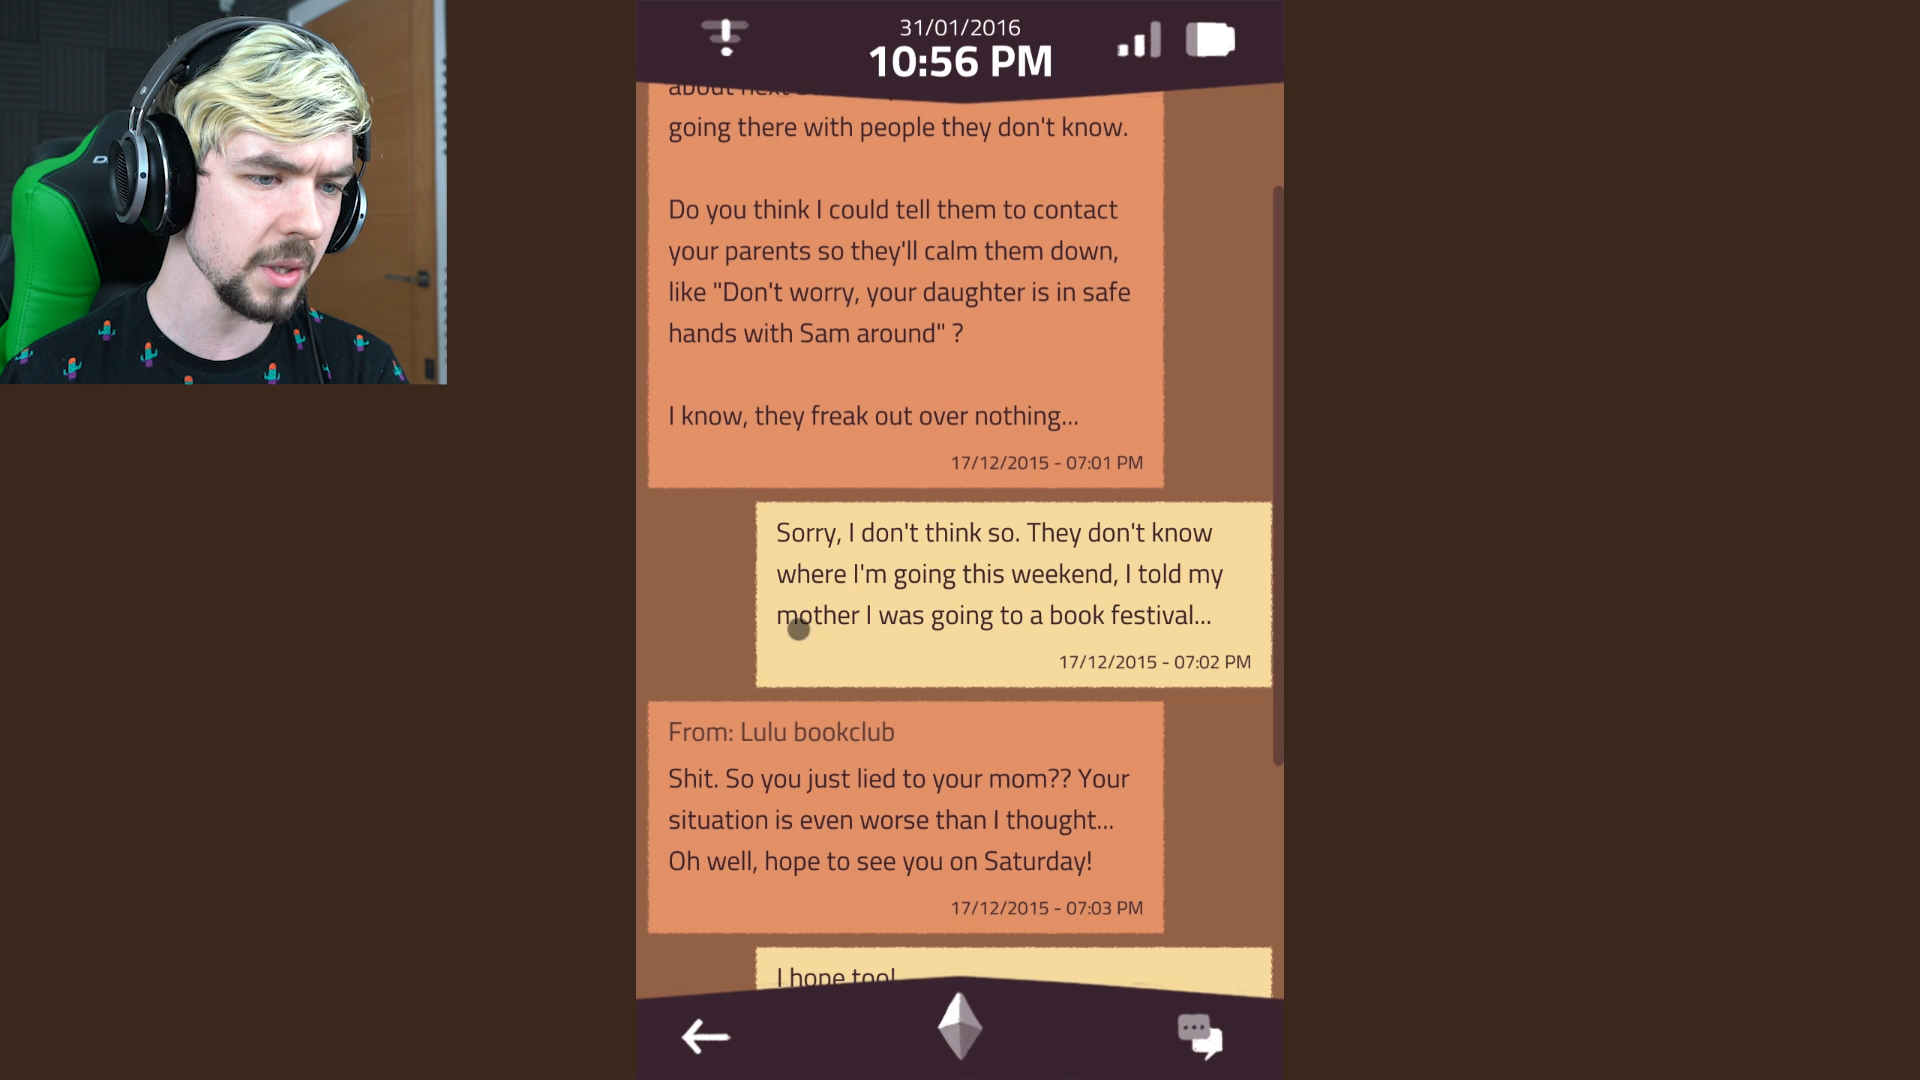 31/01/2016
10:56 PM
about next
going there with people they don't know.
Do you think I could tell them to contact
your parents so they'll calm them down,
like "Don't worry, your daughter is in safe
hands with Sam around" ?
I know, they freak out over nothing...
17/12/2015 - 07:01 PM
Sorry, I don't think so. They don't know
where I'm going this weekend, I told my
mother I was going to a book festival...
17/12/2015 - 07:02 PM
From: Lulu bookclub
Shit. So you just lied to your mom?? Your
situation is even worse than I thought...
Oh well, hope to see you on Saturday!
17/12/2015 - 07:03 PM
I hope too!